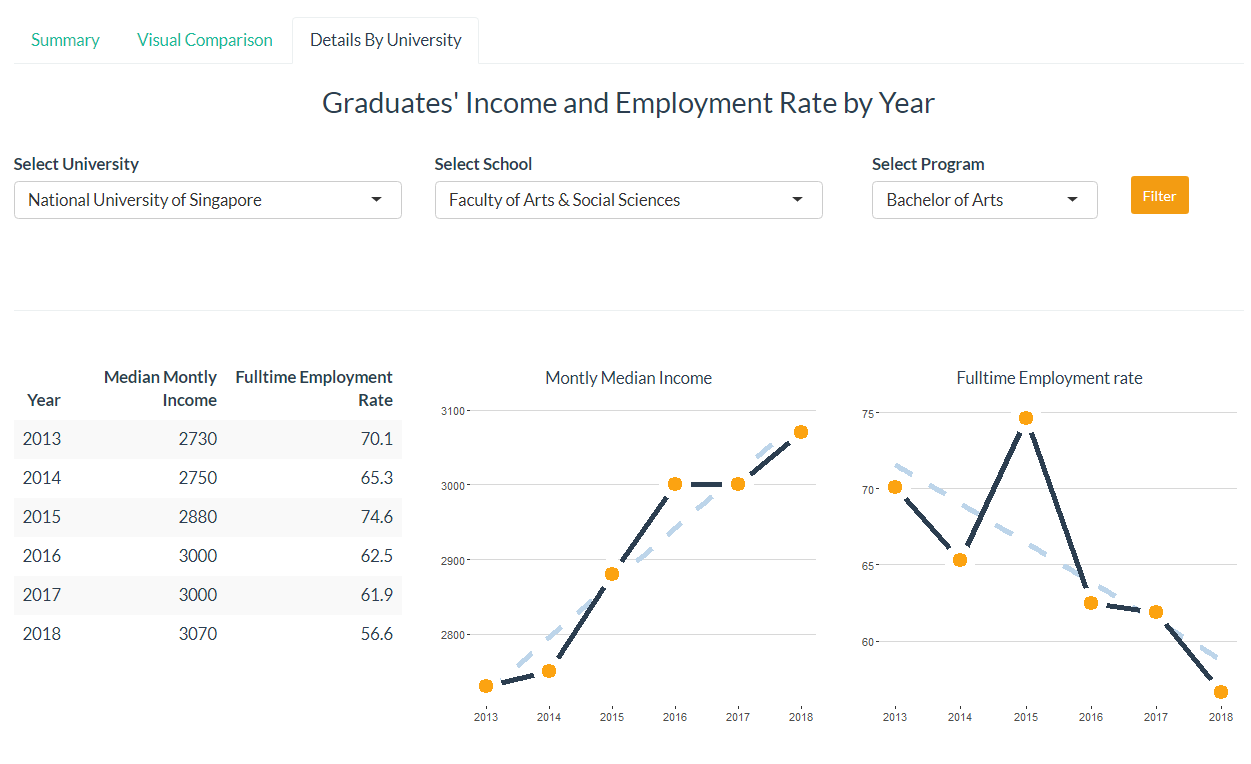 Summary Visual Comparison Details By University
Graduates' Income and Employment Rate by Year
Select University Select School Select Program
National University of Singapore Faculty of Arts & Social Sciences Bachelor of Arts Filter
Median Montly Fulltime Employment
Year Income Rate
2013 2730 70.1
2014 2750 65.3
2015 2880 74.6
2016 3000 62.5
2017 3000 61.9
2018 3070 56.6
Montly Median Income
3100
3000
2900
2800
2013 2014 2015 2016 2017 2018
Fulltime Employment rate
75
70
65
60
2013 2014 2015 2016 2017 2018